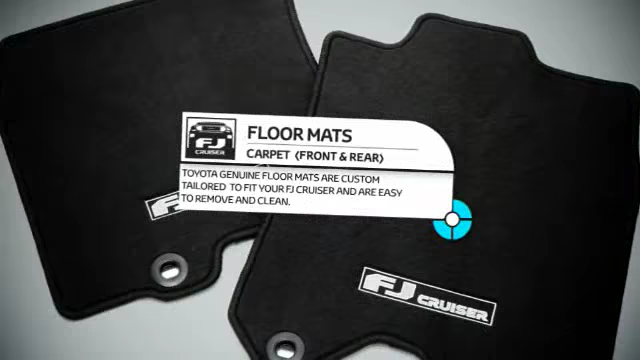 FJ
CRUISER
FLOOR MATS
CARPET (FRONT & REAR)
TOYOTA GENUINE FLOOR MATS ARE CUSTOM
TAILORED TO FIT YOUR FJ CRUISER AND ARE EASY
TO REMOVE AND CLEAN.
FJ CRUISER